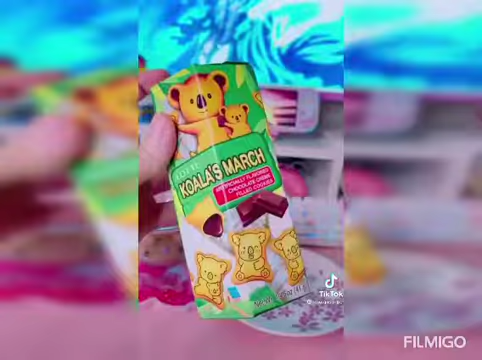 LOTTE
KOALA'S MARCH
ARTIFICIALLY FLAVORED
CHOCOLATE CREME
FILLED COOKIES
TikTok
FILMIGO